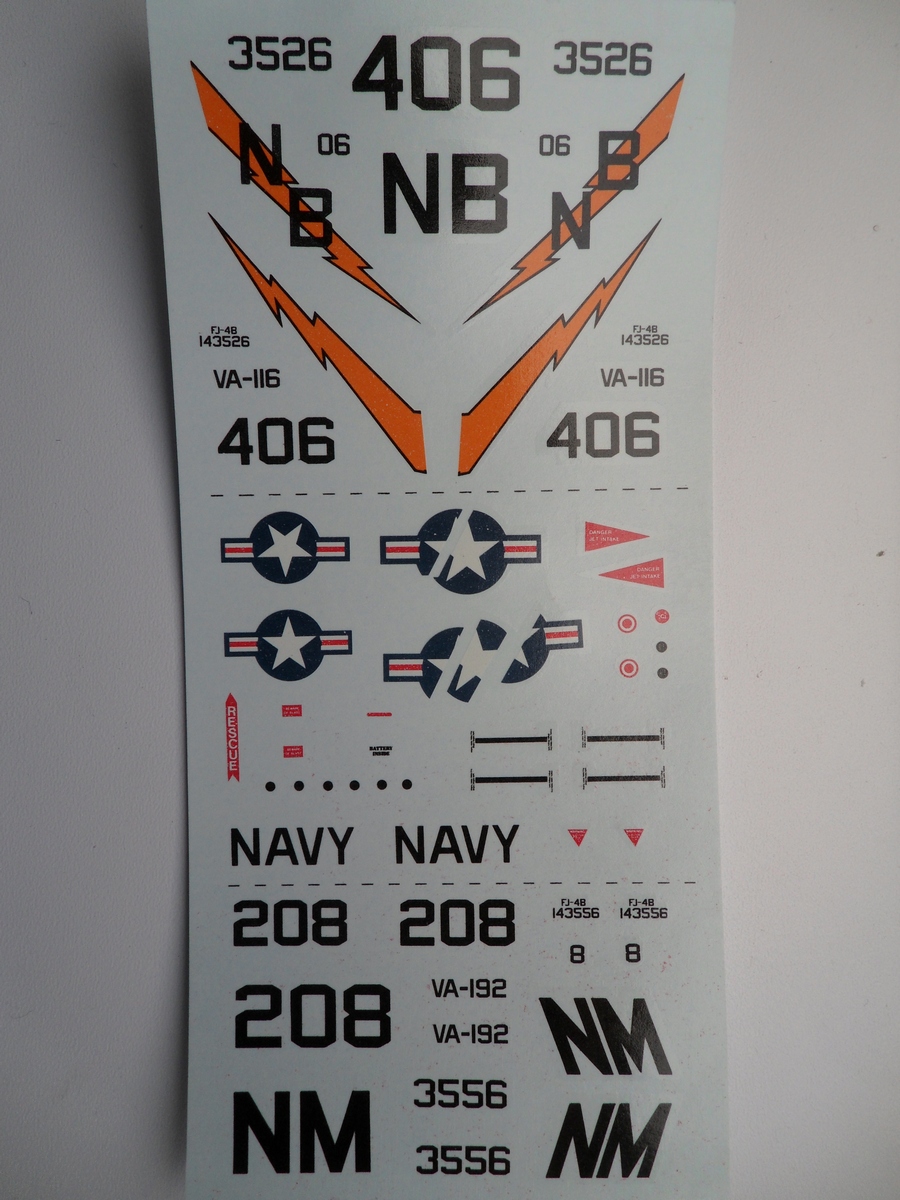 3526 406 3526
N 06 NB 06 B
B N
FJ-4B FJ-4B
143526 143526
VA-116 VA-116
406 406
DANGER
JET INTAKE
DANGER
JET INTAKE
RESCUE
BATTERY
INSIDE
NAVY NAVY
208 208 FJ-4B FJ-4B
143556 143556
8 8
208 VA-192
VA-192 NM
NM 3556
3556 NM